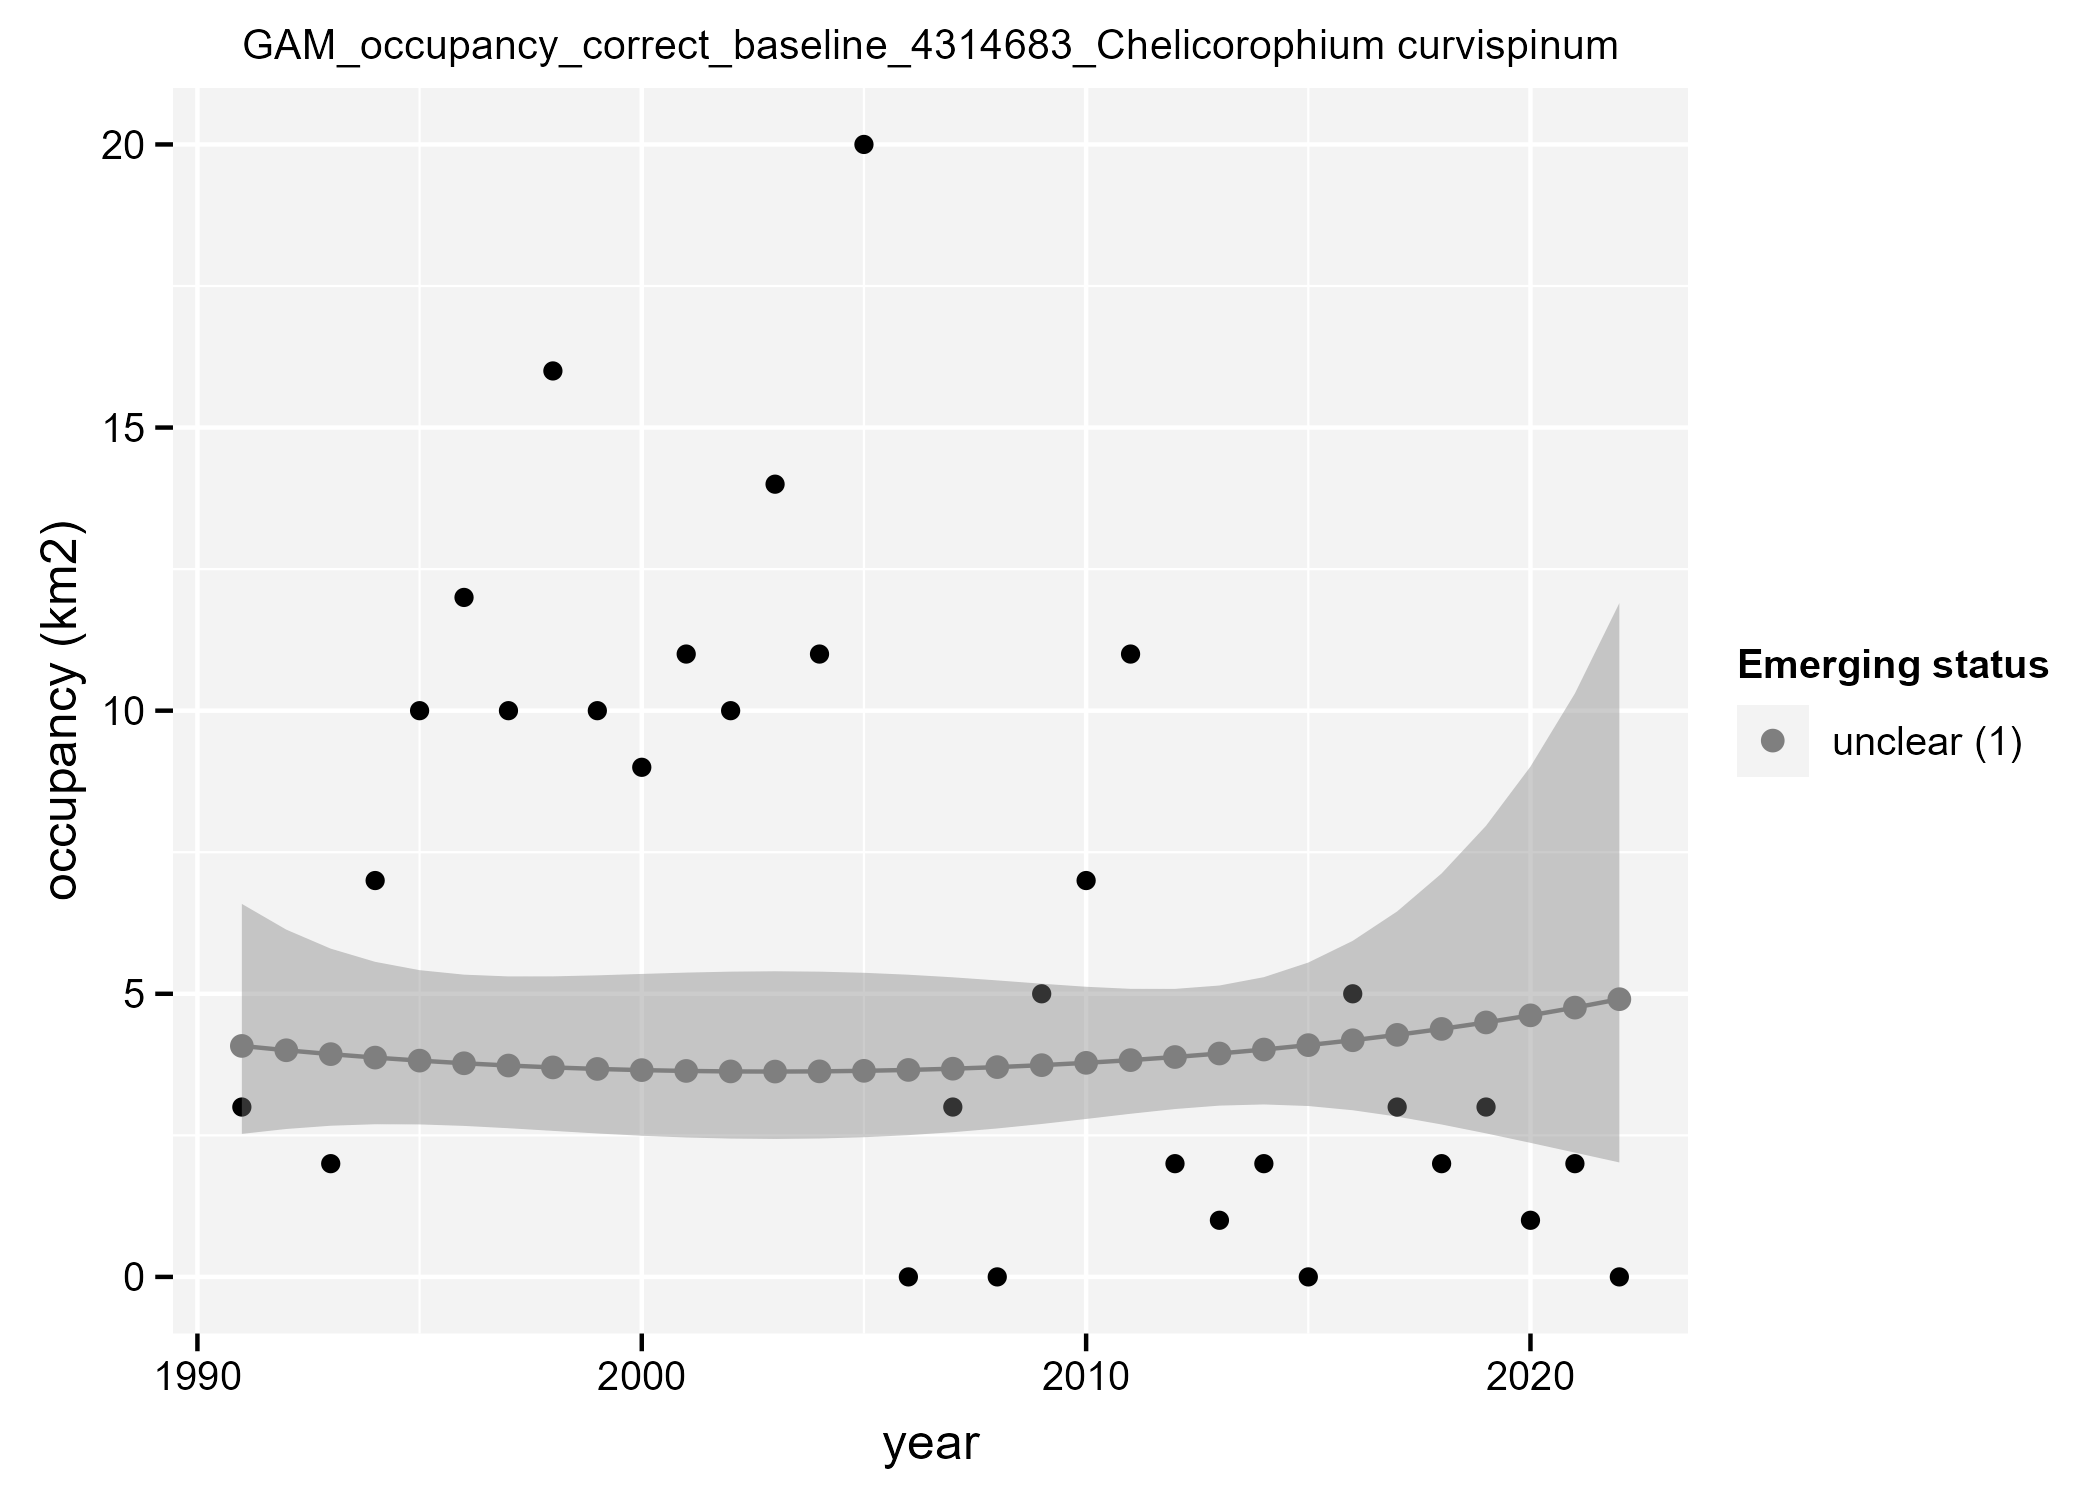 GAM_occupancy_correct_baseline_4314683_Chelicorophium curvispinum
20
15
10
5
0
occupancy (km2)
1990
2000
2010
2020
year
Emerging status
unclear (1)